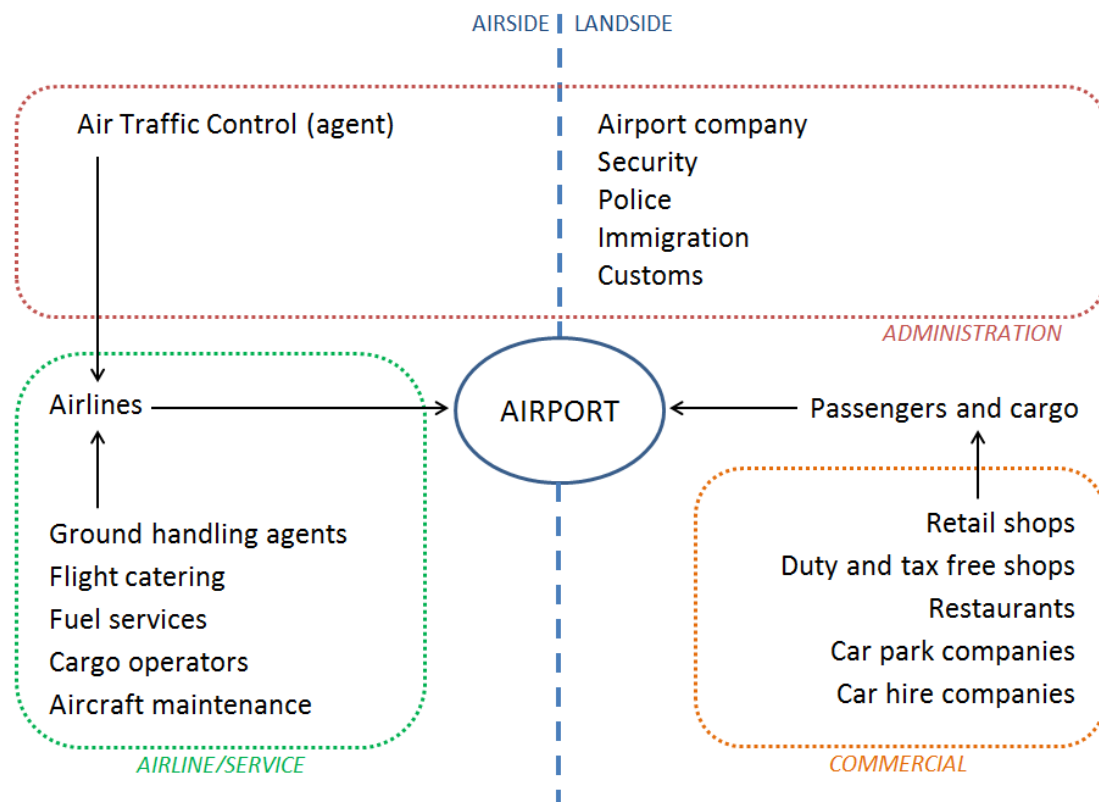 AIRSIDE LANDSIDE
Air Traffic Control (agent)
Airport company
Security
Police
Immigration
Customs
ADMINISTRATION
Airlines
AIRPORT
Passengers and cargo
Ground handling agents
Flight catering
Fuel services
Cargo operators
Aircraft maintenance
AIRLINE/SERVICE
Retail shops
Duty and tax free shops
Restaurants
Car park companies
Car hire companies
COMMERCIAL